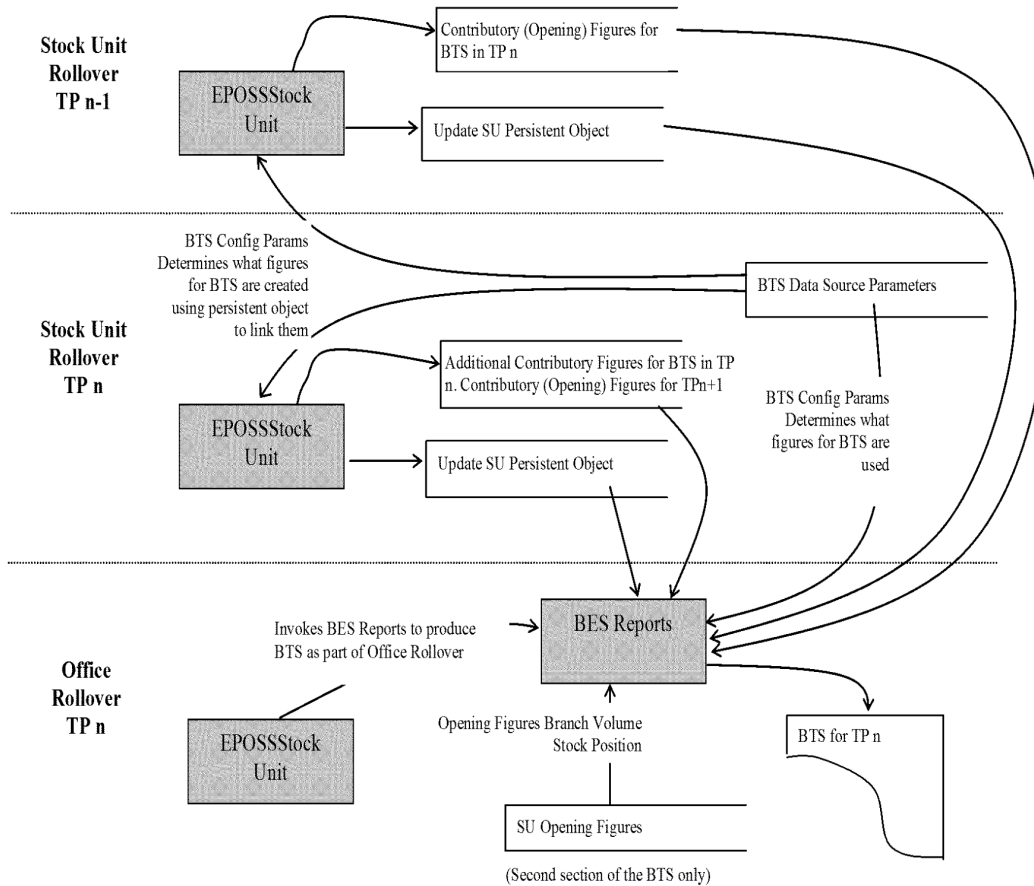 Stock Unit
Rollover
TP n-1
EPOSSStock
Unit
Contributory (Opening) Figures for
BTS in TP n
Update SU Persistent Object
BTS Config Params
Determines what figures
for BTS are created
using persistent object
to link them
BTS Data Source Parameters
Stock Unit
Rollover
TP n
EPOSSStock
Unit
Additional Contributory Figures for BTS in TP
n. Contributory (Opening) Figures for TPn+1
Update SU Persistent Object
BTS Config Params
Determines what
figures for BTS are
used
Office
Rollover
TP n
Invokes BES Reports to produce
BTS as part of Office Rollover
BES Reports
EPOSSStock
Unit
Opening Figures Branch Volume
Stock Position
BTS for TP n
SU Opening Figures
(Second section of the BTS only)